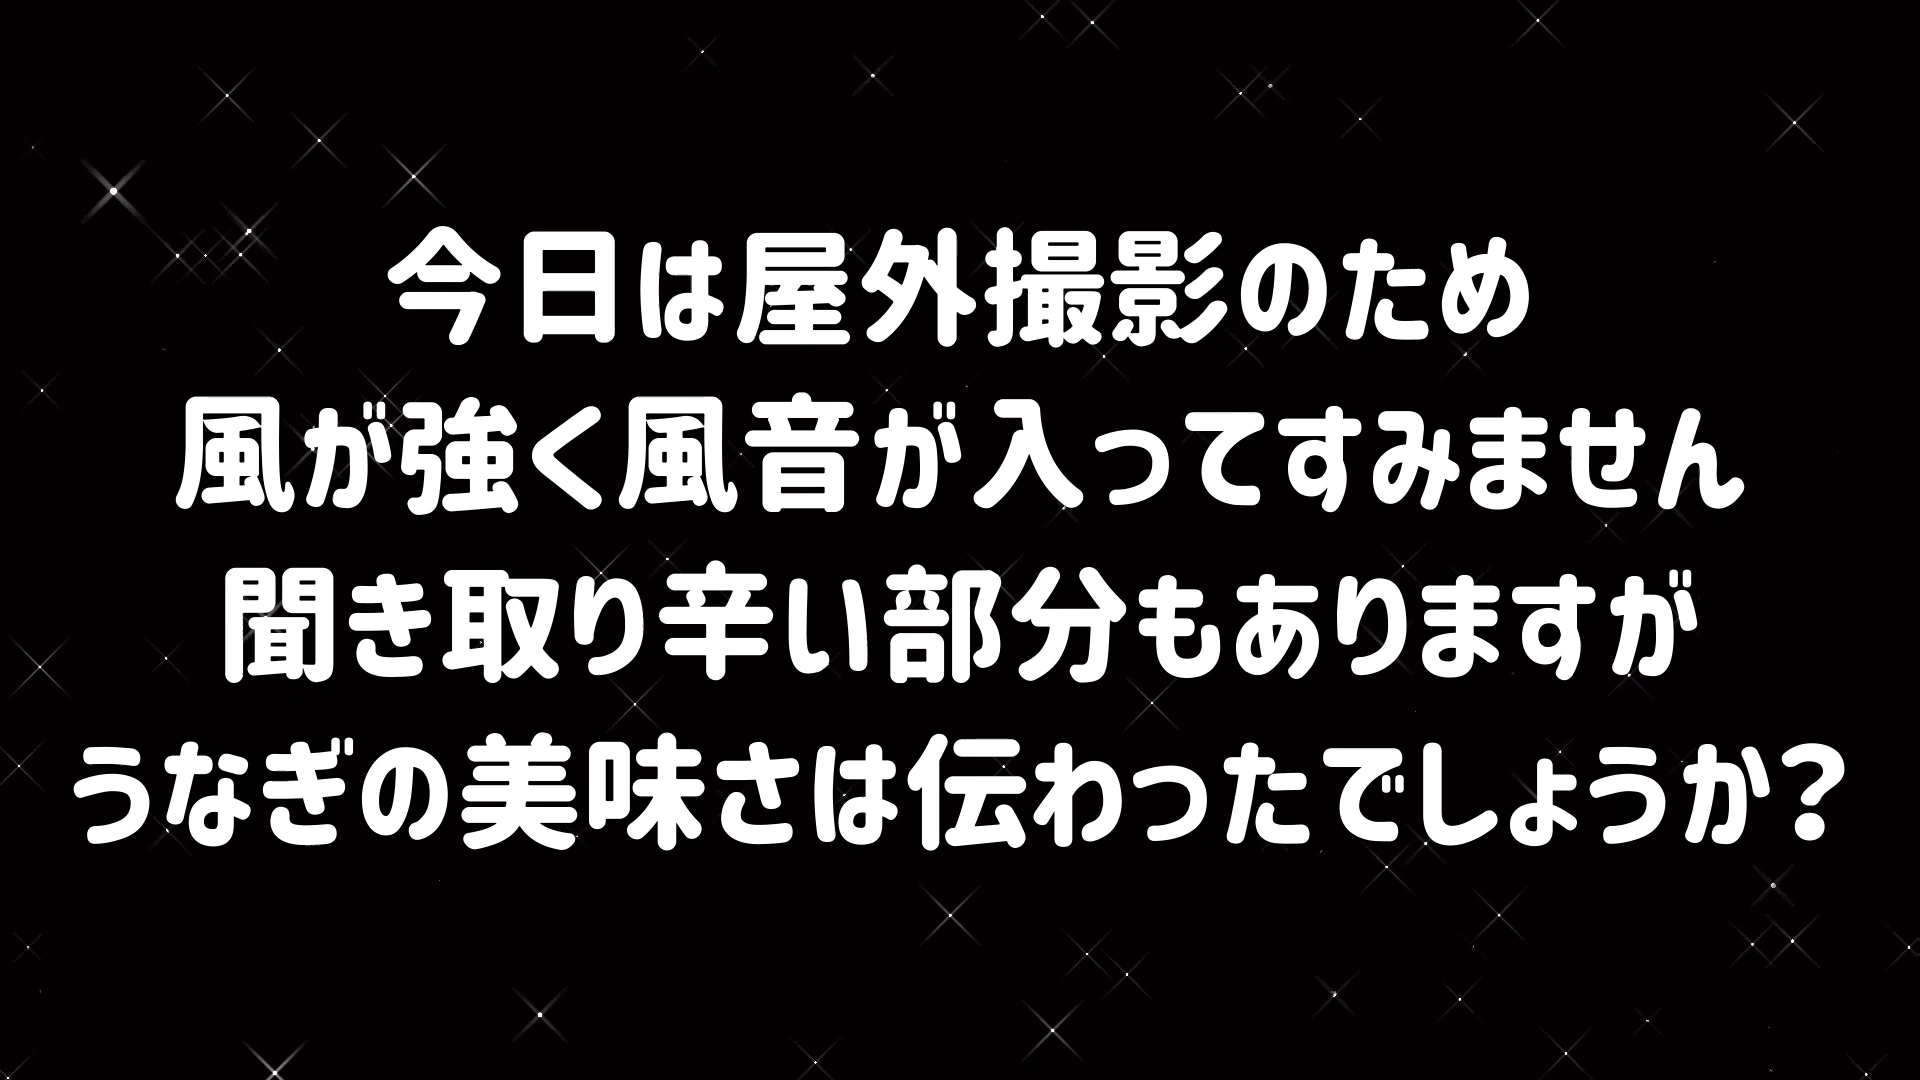 今日は屋外撮影のため
風が強く風音が入ってすみません
聞き取り辛い部分もありますが
うなぎの美味さは伝わったでしょうか?